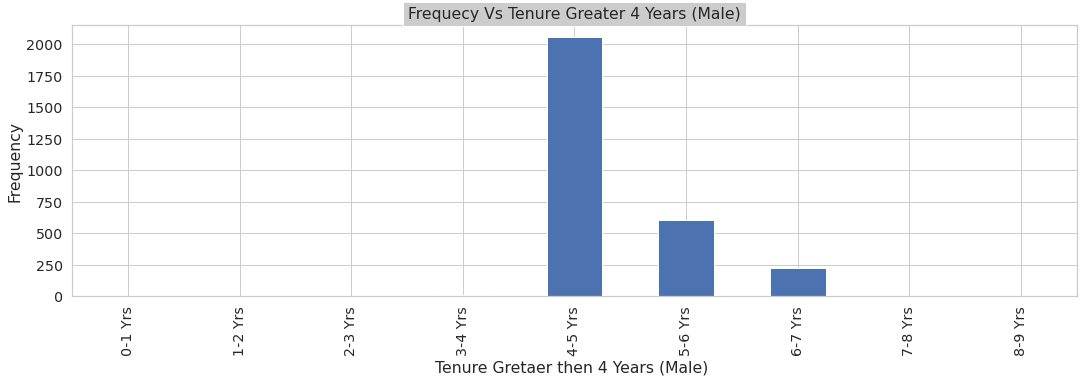 Frequecy Vs Tenure Greater 4 Years (Male)
Frequency
2000
1750
1500
1250
1000
750
500
250
0
0-1 Yrs
1-2 Yrs
2-3 Yrs
3-4 Yrs
4-5 Yrs
5-6 Yrs
6-7 Yrs
7-8 Yrs
8-9 Yrs
Tenure Gretaer then 4 Years (Male)